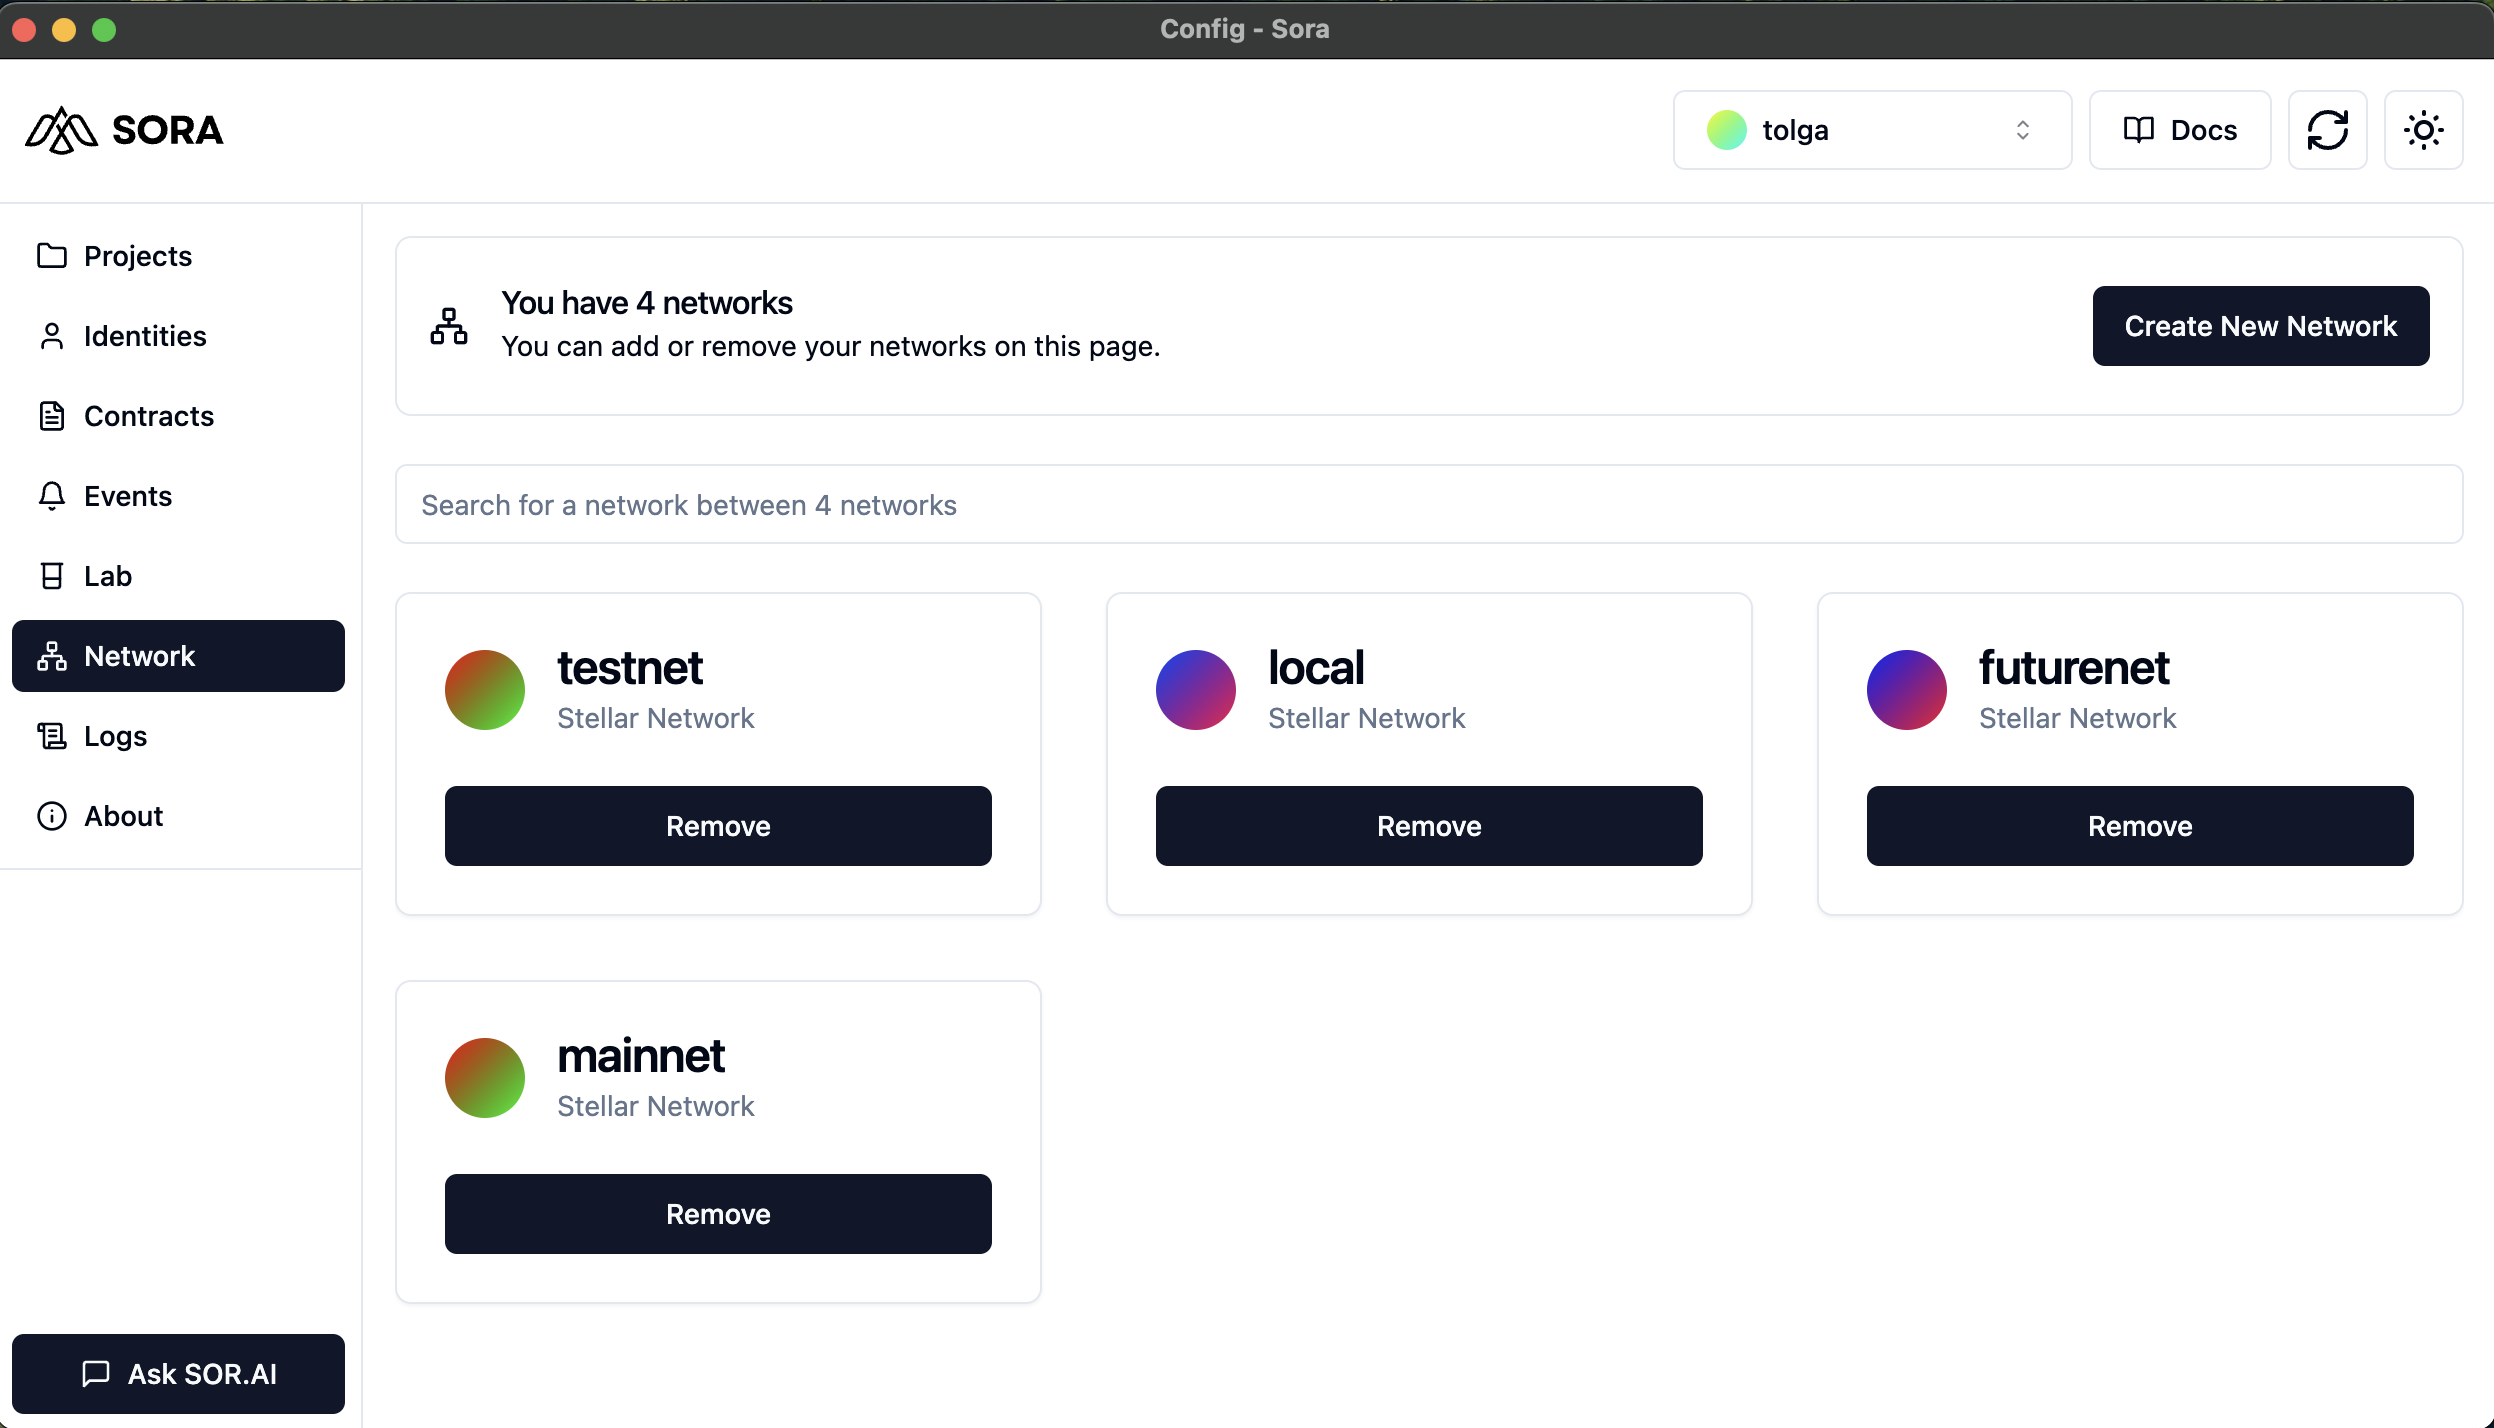 Config - Sora
SORA
tolga
Docs
Projects
Identities
Contracts
Events
Lab
Network
Logs
About
Ask SOR.AI
You have 4 networks
You can add or remove your networks on this page.
Create New Network
Search for a network between 4 networks
testnet
Stellar Network
Remove
local
Stellar Network
Remove
futurenet
Stellar Network
Remove
mainnet
Stellar Network
Remove